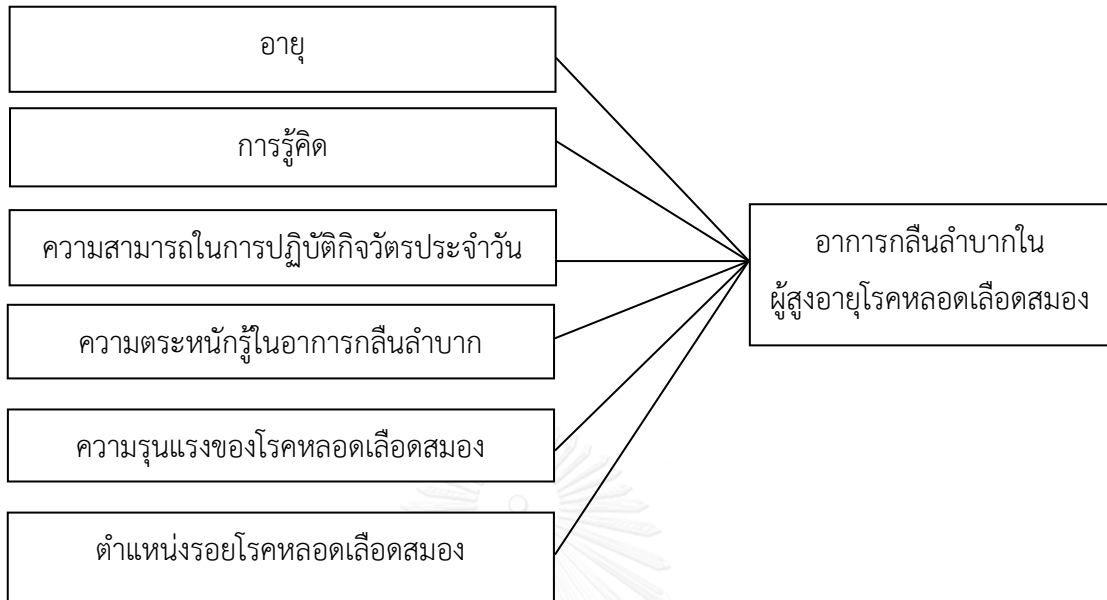 อายุ
การรู้คิด
ความสามารถในการปฏิบัติกิจวัตรประจำวัน
ความตระหนักรู้ในอาการกลืนลำบาก
ความรุนแรงของโรคหลอดเลือดสมอง
ตำแหน่งรอยโรคหลอดเลือดสมอง
อาการกลืนลำบากใน
ผู้สูงอายุโรคหลอดเลือดสมอง